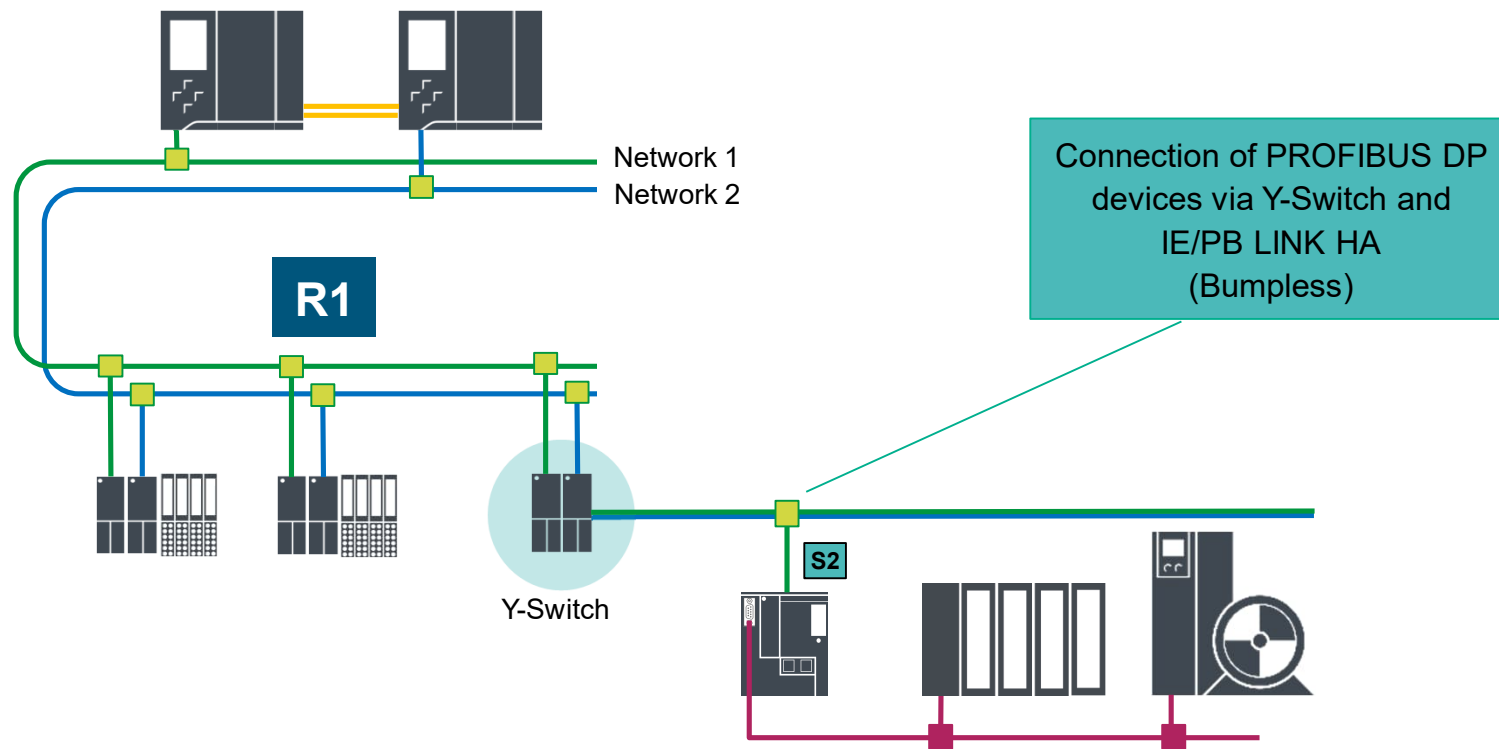 Network 1
Network 2
Connection of PROFIBUS DP
devices via Y-Switch and
IE/PB LINK HA
(Bumpless)
R1
S2
Y-Switch